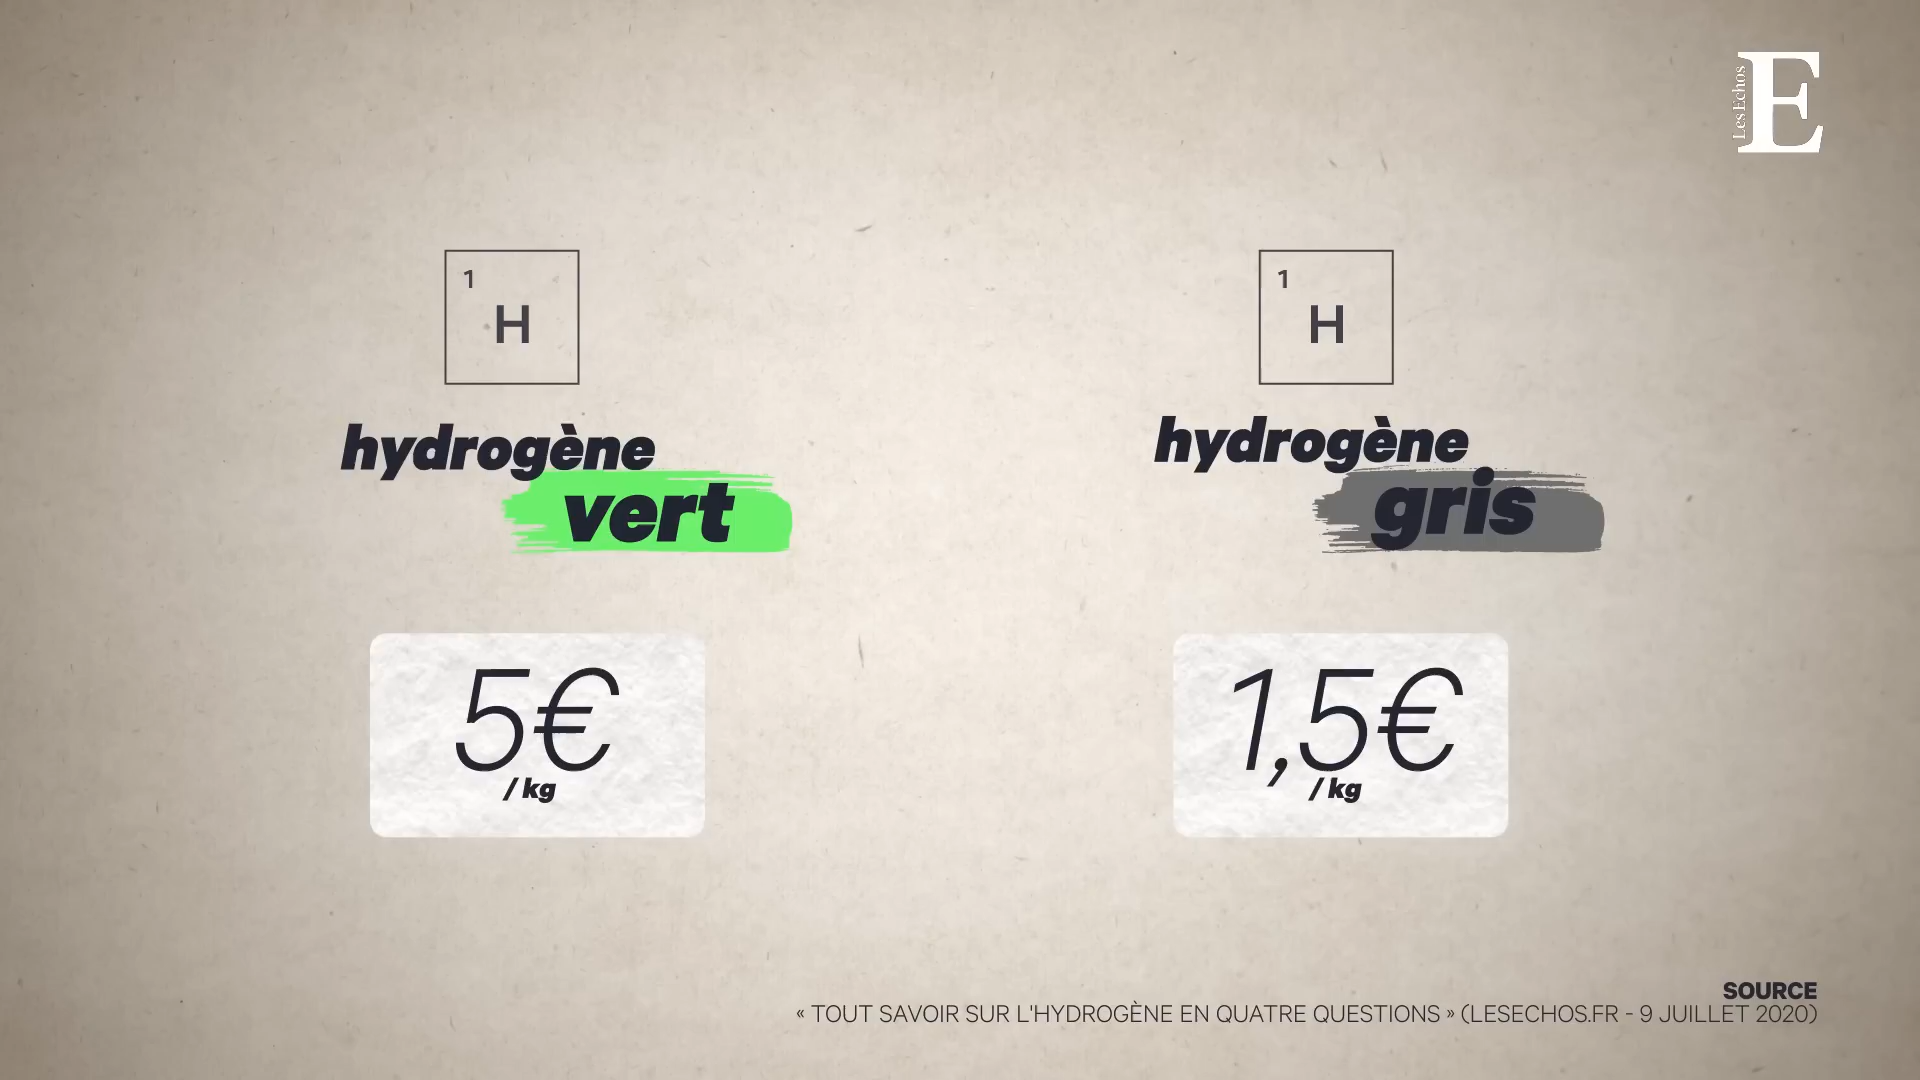 Les Echos
E
1
H
hydrogène
vert
5€
/ kg
1
H
hydrogène
gris
1,5€
/ kg
SOURCE
« TOUT SAVOIR SUR L'HYDROGÈNE EN QUATRE QUESTIONS » (LESECHOS.FR - 9 JUILLET 2020)